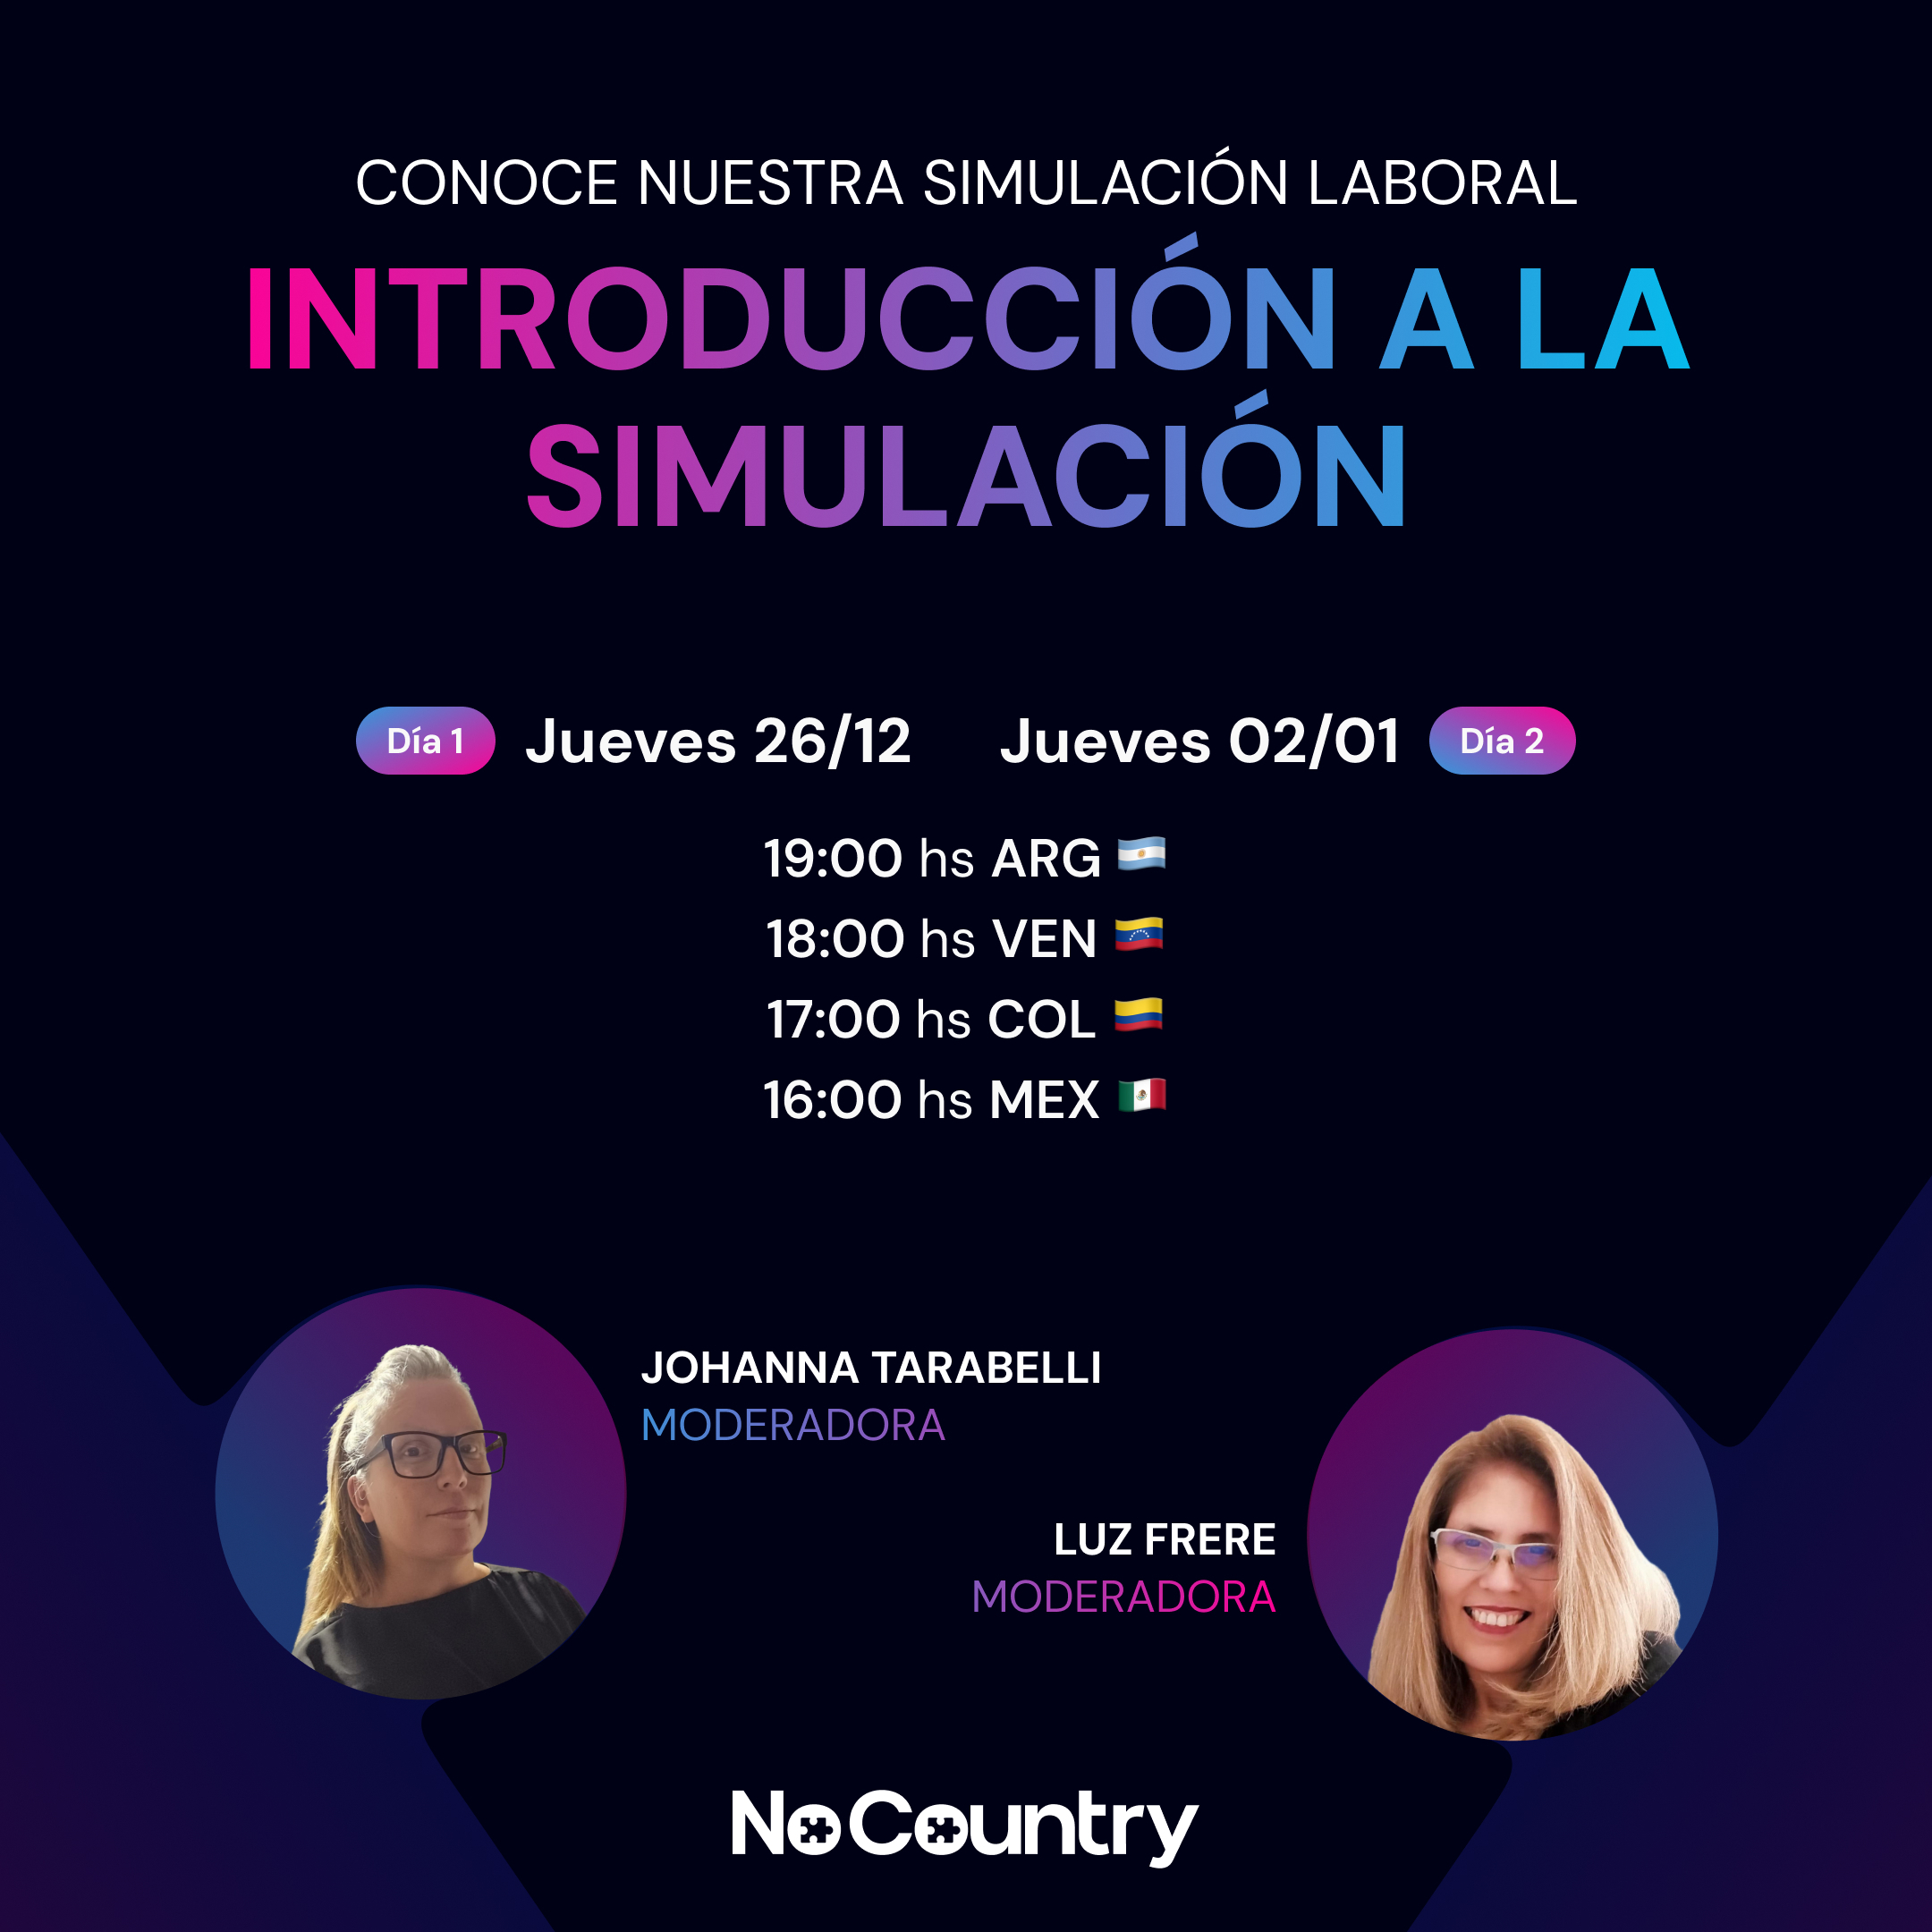 CONOCE NUESTRA SIMULACIÓN LABORAL
INTRODUCCIÓN A LA
SIMULACIÓN
Día 1 Jueves 26/12 Jueves 02/01 Día 2
19:00 hs ARG
18:00 hs VEN
17:00 hs COL
16:00 hs MEX
JOHANNA TARABELLI
MODERADORA
LUZ FRERE
MODERADORA
NoCountry